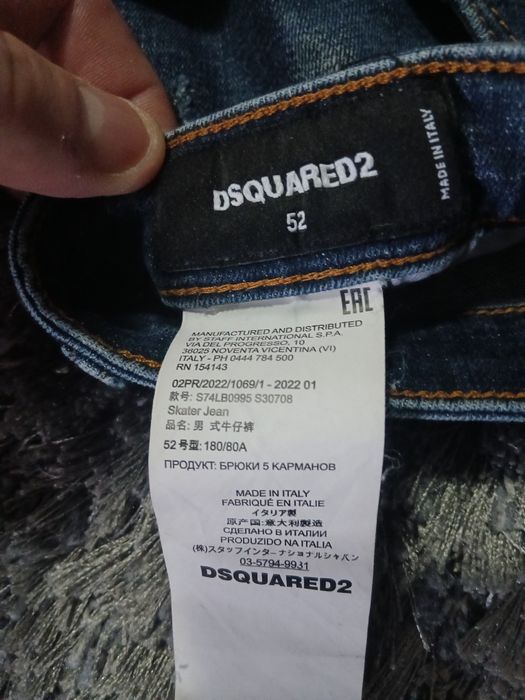 DSQUARED2
52
MADE IN ITALY
EAC
MANUFACTURED AND DISTRIBUTED
BY STAFF INTERNATIONAL S.P.A.
VIA DEL PROGRESSO, 10
36025 NOVENTA VICENTINA (VI)
ITALY - PH 0444 784 500
RN 154143
02PR/2022/1069/1 - 2022 01
款号: S74LB0995 S30708
Skater Jean
品名: 男 式牛仔裤
52 号型: 180/80A
ПРОДУКТ: БРЮКИ 5 КАРМАНОВ
MADE IN ITALY
FABRIQUÉ EN ITALIE
イタリア製
原产国:意大利製造
СДЕЛАНО В ИТАЛИИ
PRODUZIDO NA ITALIA
(株)スタッフインターナショナルジャパン
03-5794-9931
DSQUARED2